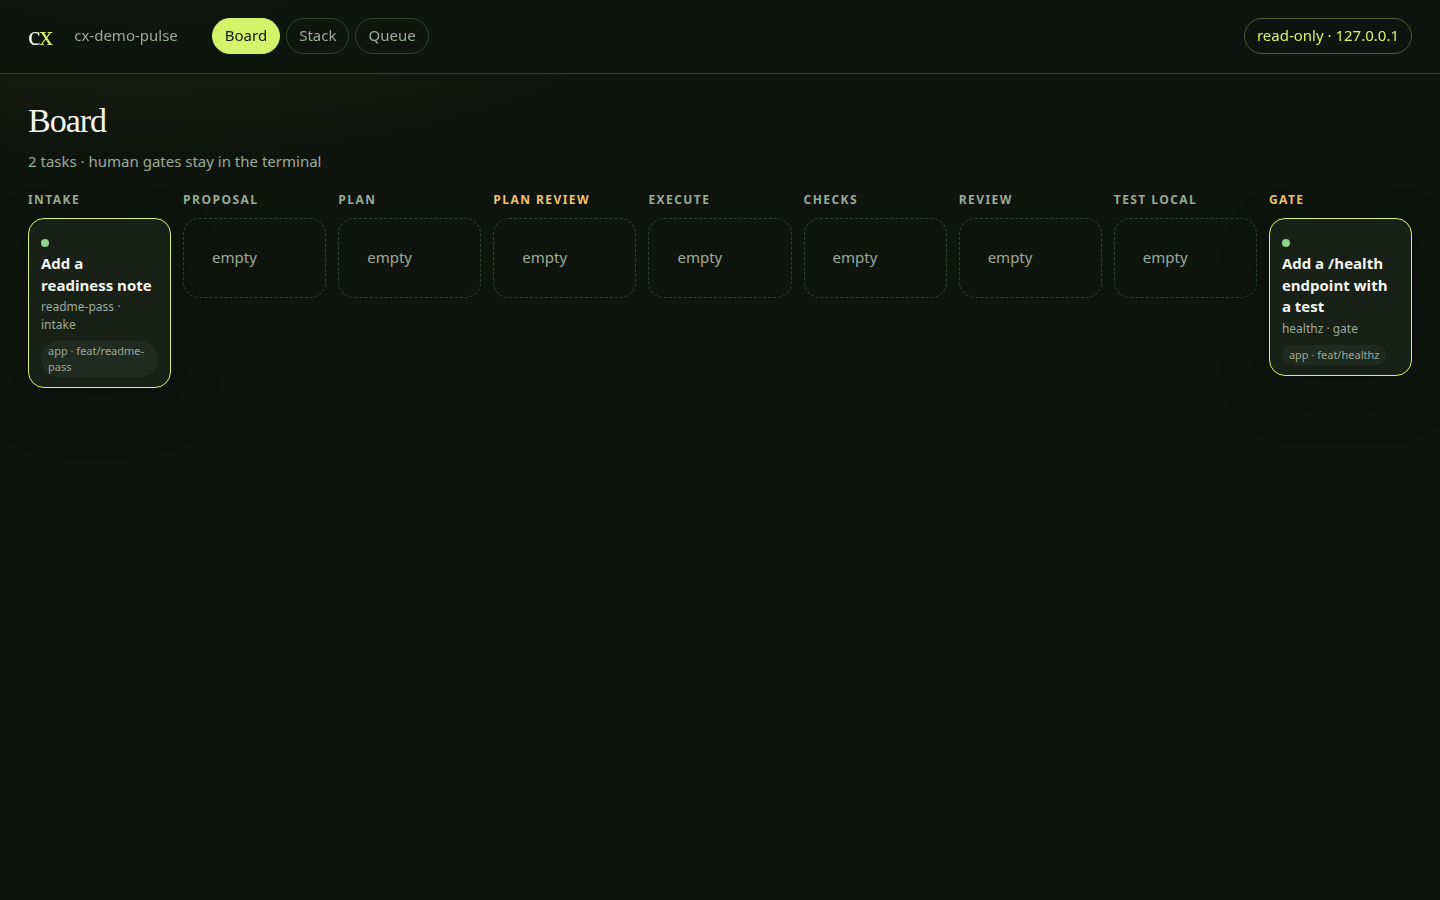 cx cx-demo-pulse Board Stack Queue read-only · 127.0.0.1
Board
2 tasks · human gates stay in the terminal
INTAKE PROPOSAL PLAN PLAN REVIEW EXECUTE CHECKS REVIEW TEST LOCAL GATE
Add a
readiness note
readme-pass ·
intake
app · feat/readme-
pass
empty
empty
empty
empty
empty
empty
empty
Add a /health
endpoint with
a test
healthz · gate
app · feat/healthz